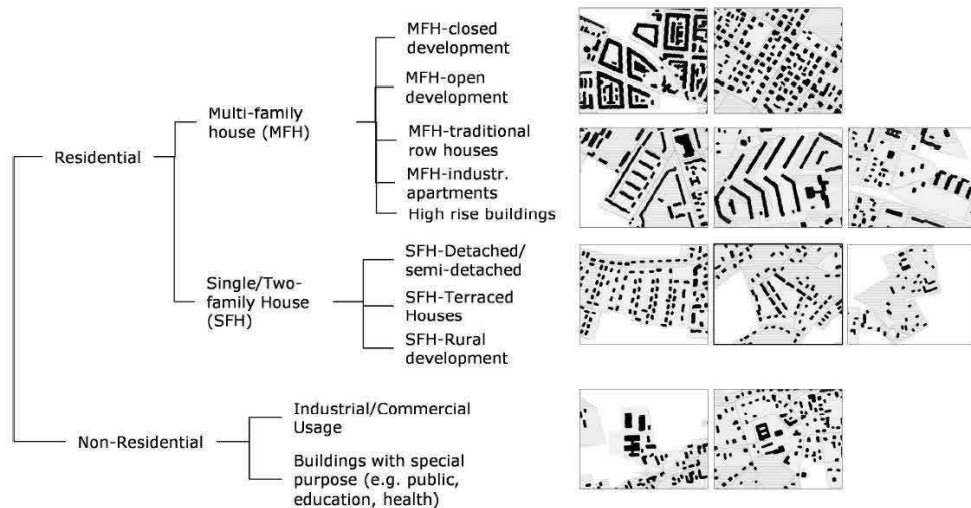 MFH-closed
development
MFH-open
development
Multi-family
house (MFH)
MFH-traditional
row houses
Residential
MFH-industr.
apartments
High rise buildings
SFH-Detached/
semi-detached
Single/Two-
family House
(SFH)
SFH-Terraced
Houses
SFH-Rural
development
Industrial/Commercial
Usage
Non-Residential
Buildings with special
purpose (e.g. public,
education, health)